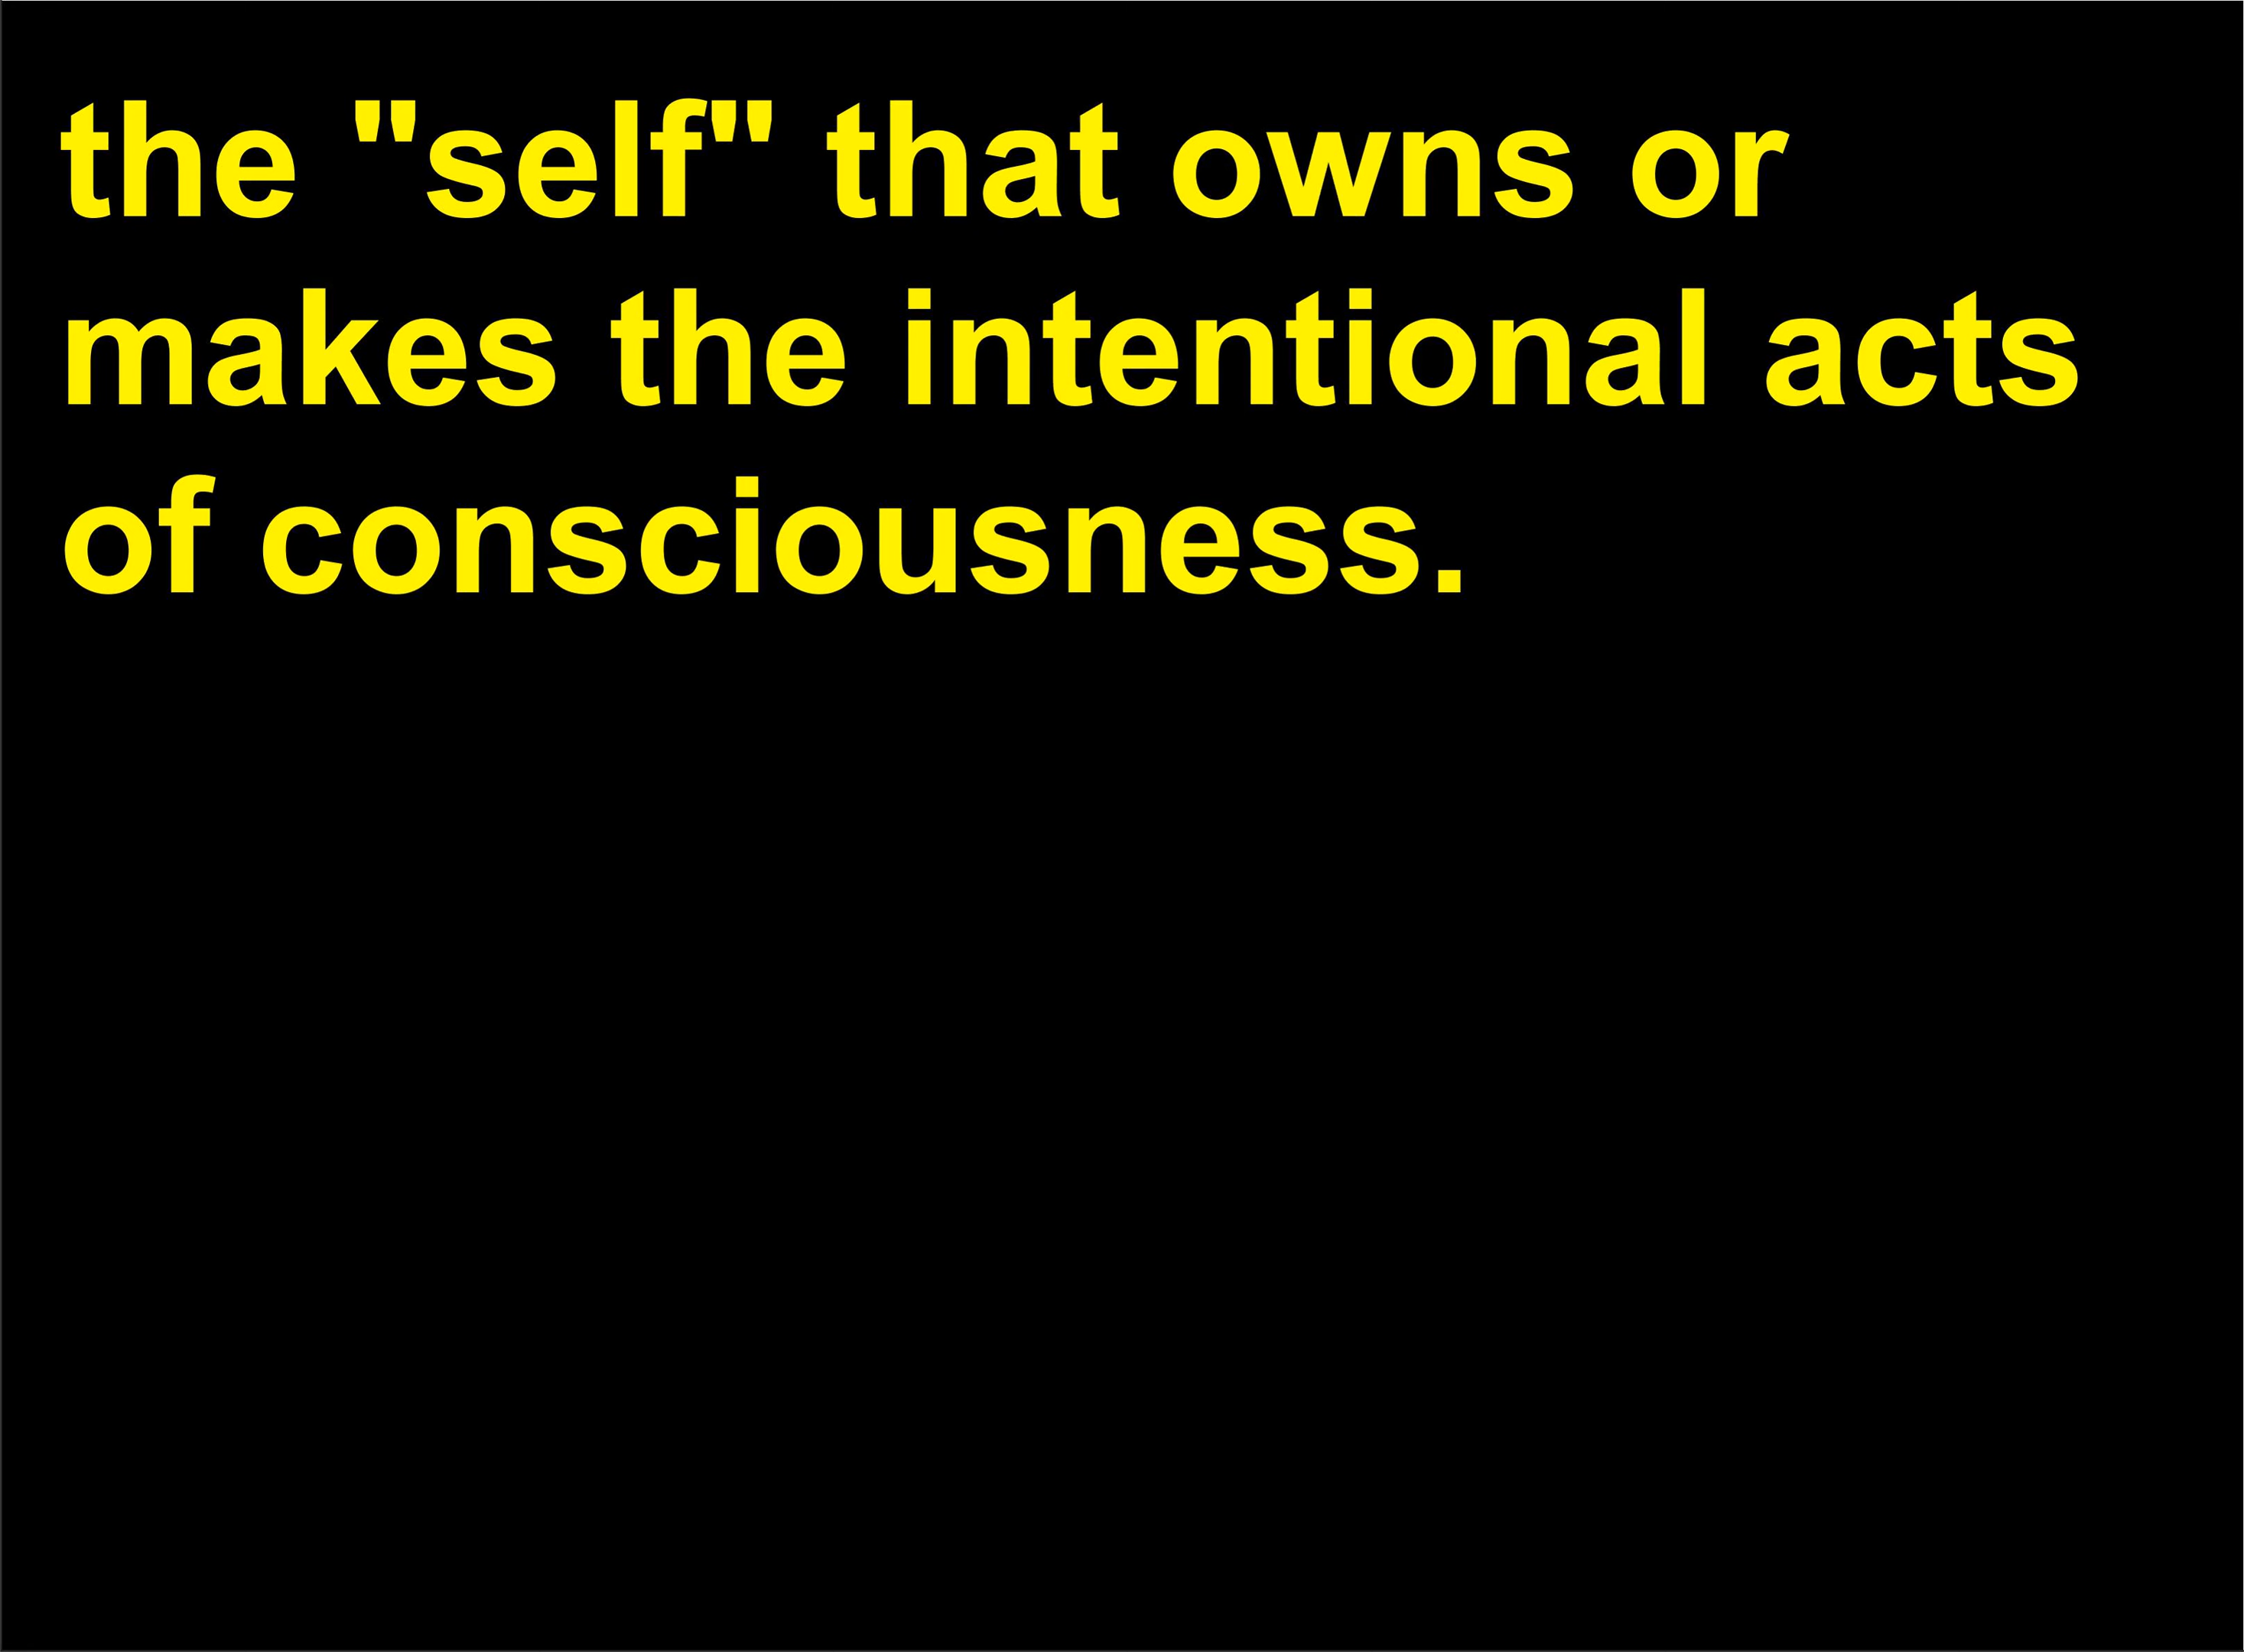 the "self" that owns or
makes the intentional acts
of consciousness.